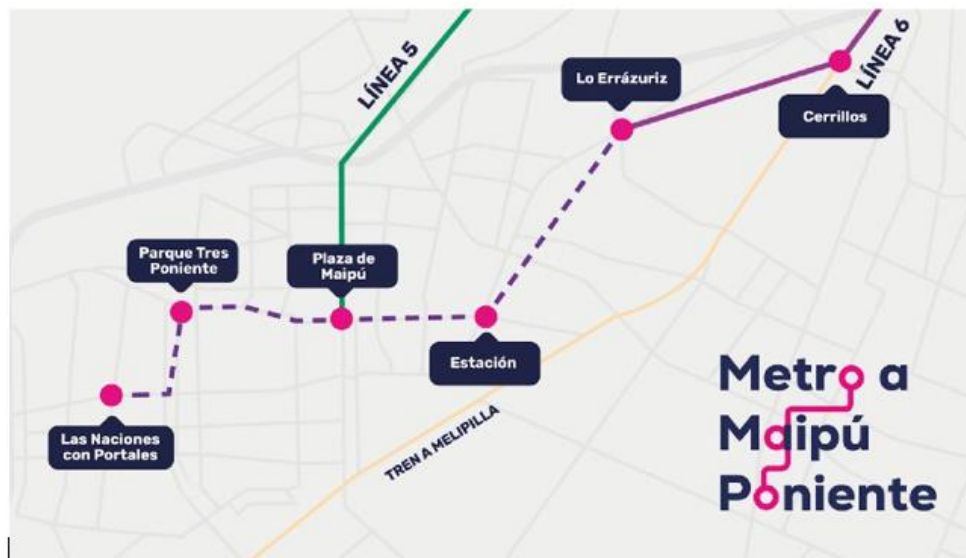 LÍNEA 5
LÍNEA 6
Lo Errázuriz
Cerrillos
Parque Tres
Poniente
Plaza de
Maipú
Estación
Las Naciones
con Portales
TREN A MELIPILLA
Metro a
Maipú
Poniente